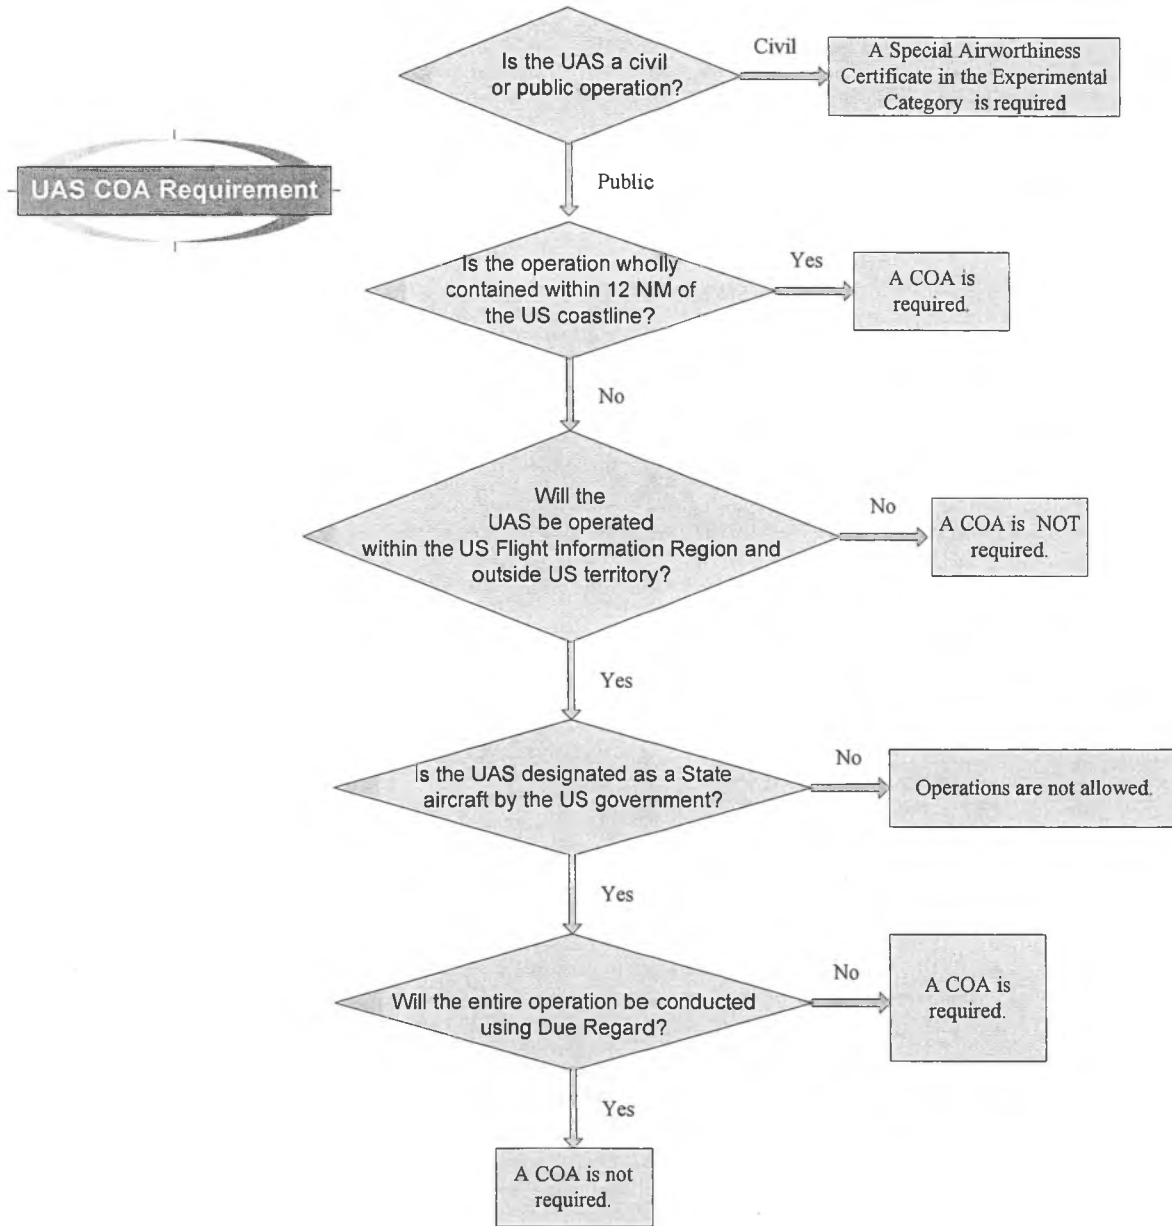 Is the UAS a civil
or public operation?
Civil
A Special Airworthiness
Certificate in the Experimental
Category is required
UAS COA Requirement
Public
Is the operation wholly
contained within 12 NM of
the US coastline?
Yes
A COA is
required.
No
Will the
UAS be operated
within the US Flight Information Region and
outside US territory?
No
A COA is NOT
required.
Yes
Is the UAS designated as a State
aircraft by the US government?
No
Operations are not allowed.
Yes
Will the entire operation be conducted
using Due Regard?
No
A COA is
required.
Yes
A COA is not
required.